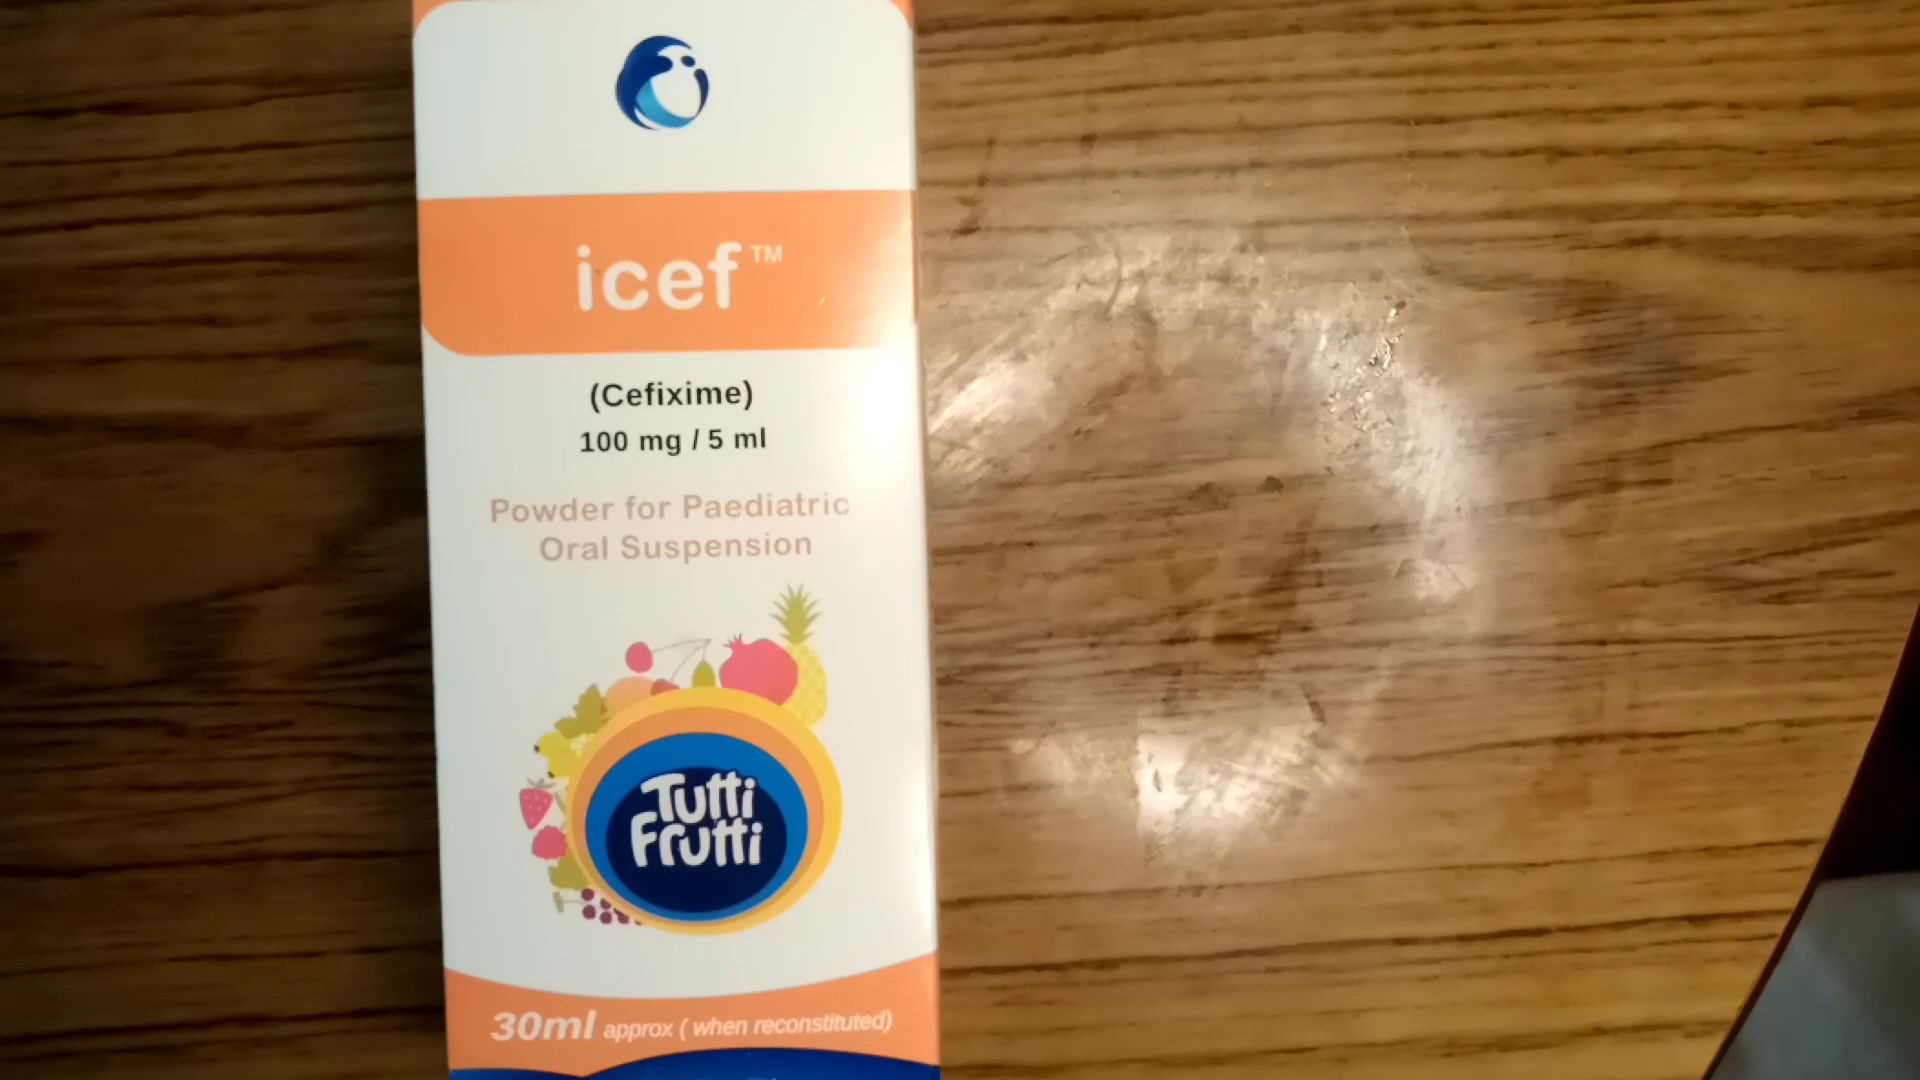 icef™
(Cefixime)
100 mg / 5 ml
Powder for Paediatric
Oral Suspension
Tutti
Frutti
30ml approx ( when reconstituted)